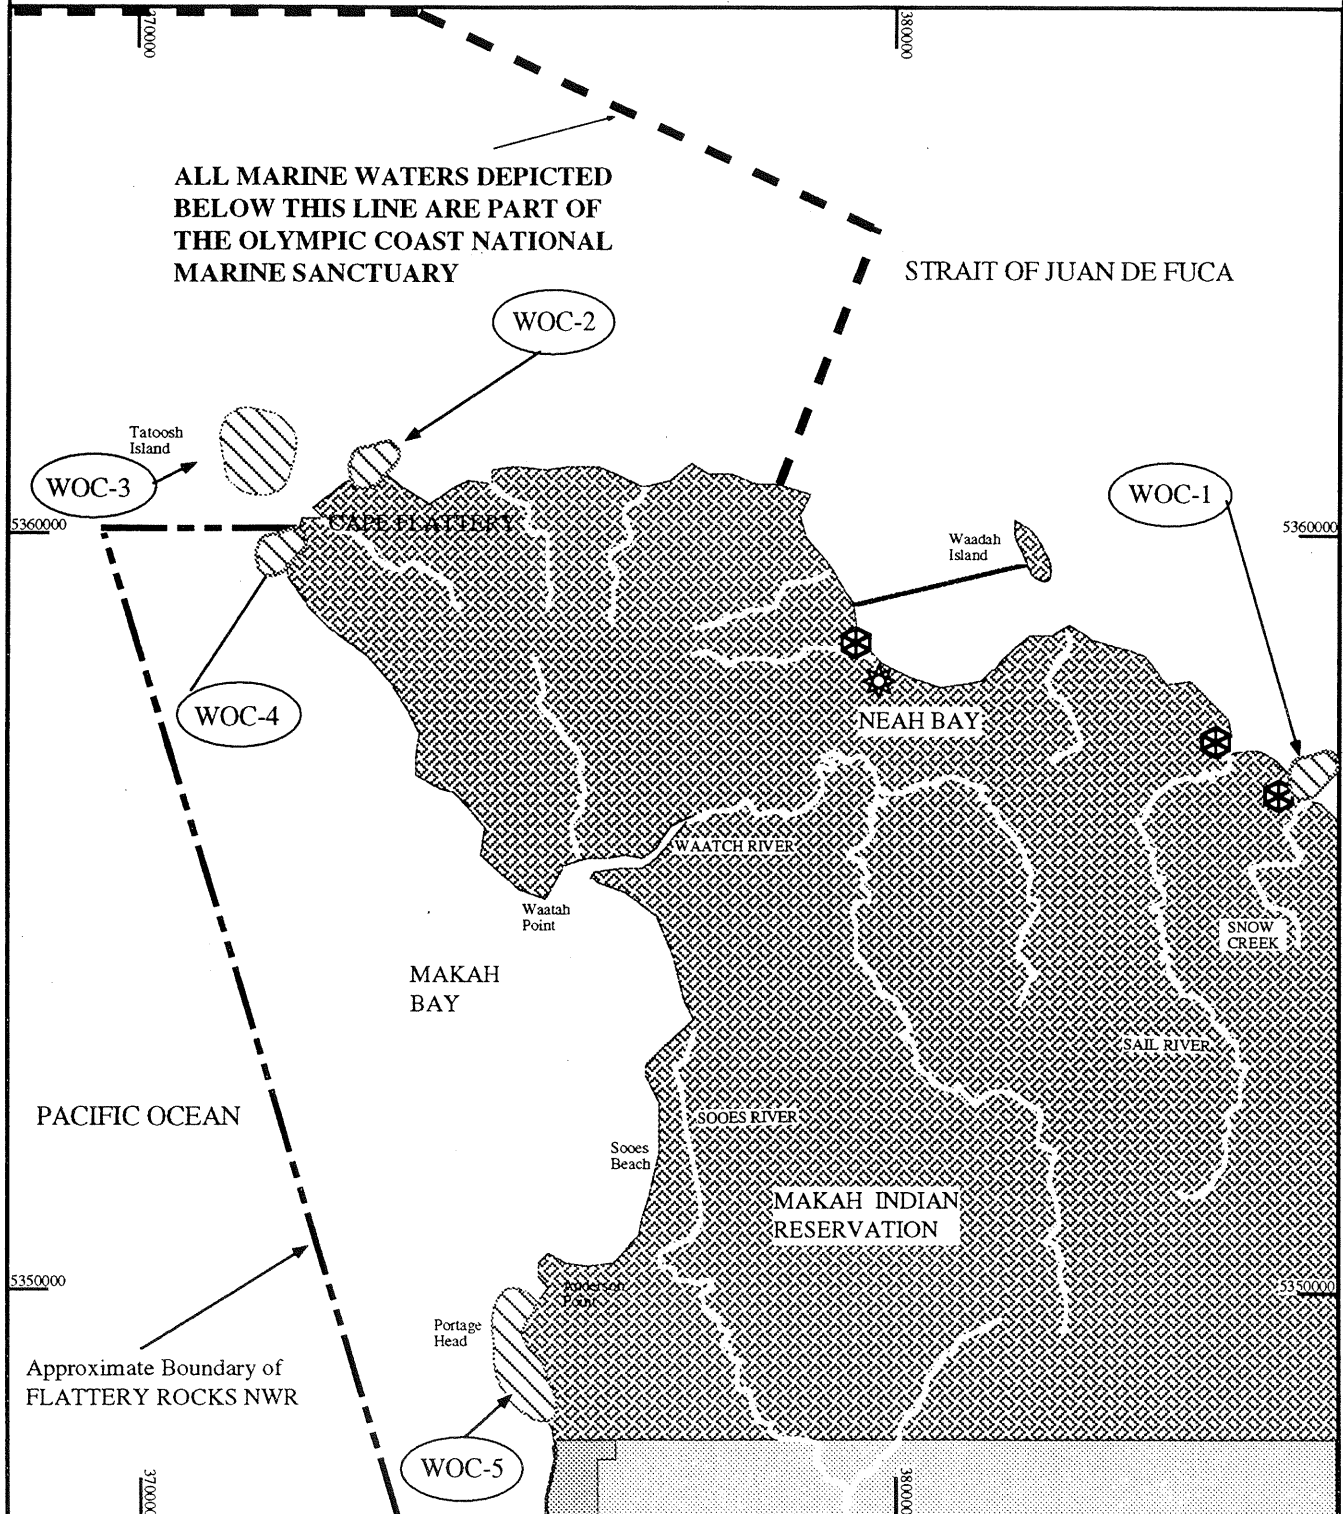 370000
380000
ALL MARINE WATERS DEPICTED
BELOW THIS LINE ARE PART OF
THE OLYMPIC COAST NATIONAL
MARINE SANCTUARY
STRAIT OF JUAN DE FUCA
WOC-2
Tatoosh
Island
WOC-3
WOC-1
CAPE FLATTERY
5360000
5360000
Waadah
Island
WOC-4
NEAH BAY
WAATCH RIVER
Waatah
Point
SNOW
CREEK
MAKAH
BAY
SAIL RIVER
PACIFIC OCEAN
SOOES RIVER
Sooes
Beach
MAKAH INDIAN
RESERVATION
5350000
5350000
Anderson
Point
Portage
Head
Approximate Boundary of
FLATTERY ROCKS NWR
WOC-5
370000
380000